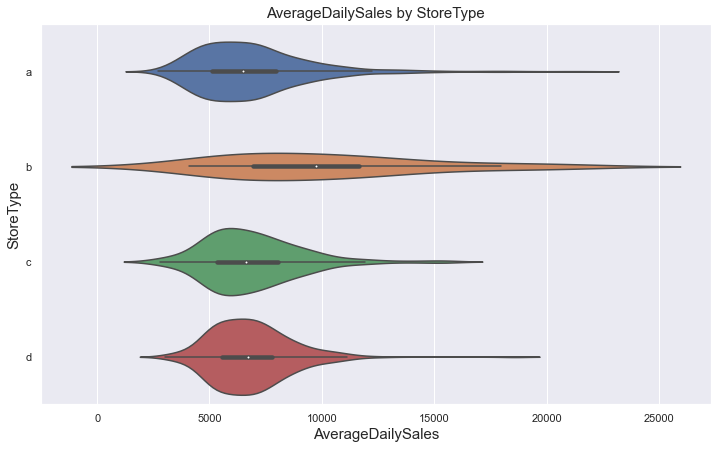 AverageDailySales by StoreType
StoreType
a
b
c
d
0 5000 10000 15000 20000 25000
AverageDailySales